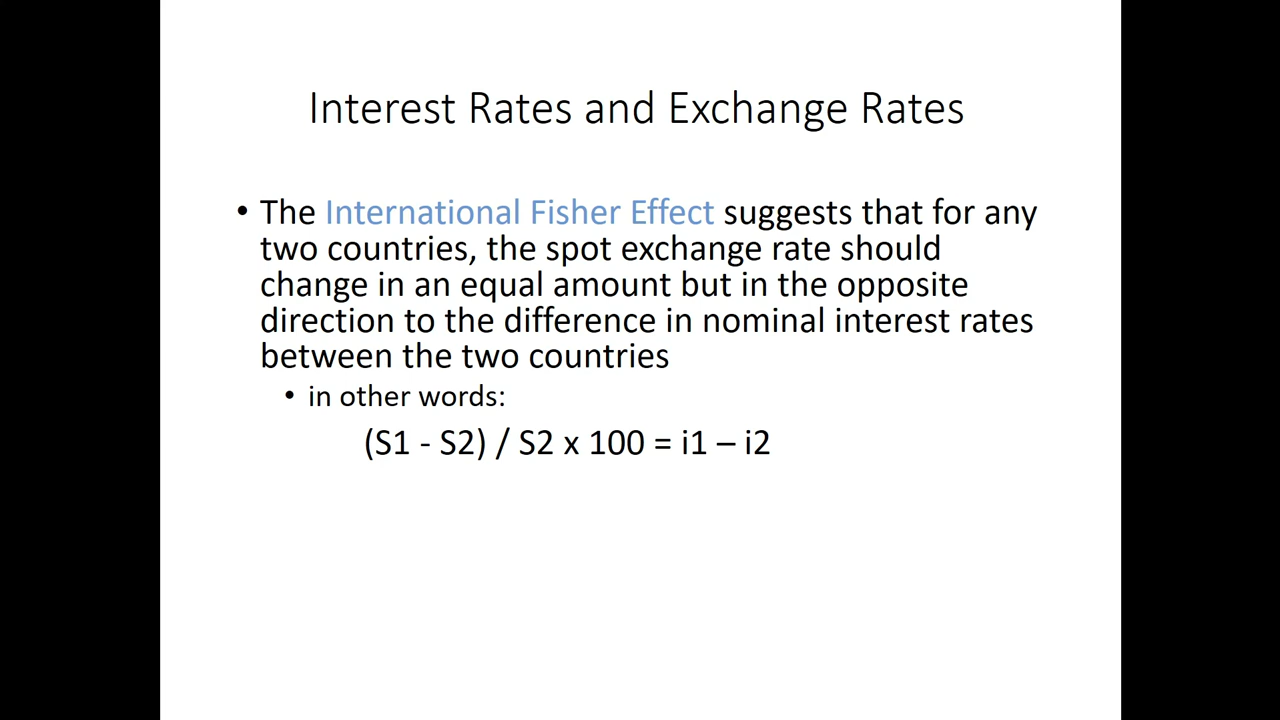 Interest Rates and Exchange Rates
• The International Fisher Effect suggests that for any
two countries, the spot exchange rate should
change in an equal amount but in the opposite
direction to the difference in nominal interest rates
between the two countries
• in other words:
(S1 - S2) / S2 x 100 = i1 – i2